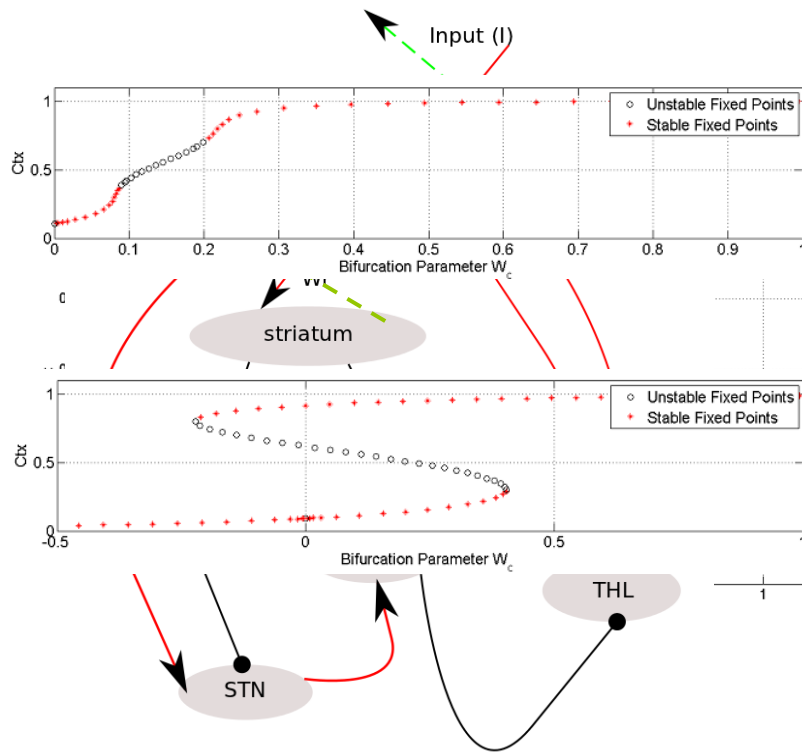 Input (I)
1
0.5
0
Ctx
Unstable Fixed Points
Stable Fixed Points
0 0.1 0.2 0.3 0.4 0.5 0.6 0.7 0.8 0.9 1
Bifurcation Parameter W_c
striatum
1
0.5
0
Ctx
Unstable Fixed Points
Stable Fixed Points
-0.5 0 0.5
Bifurcation Parameter W_c
THL
1
STN